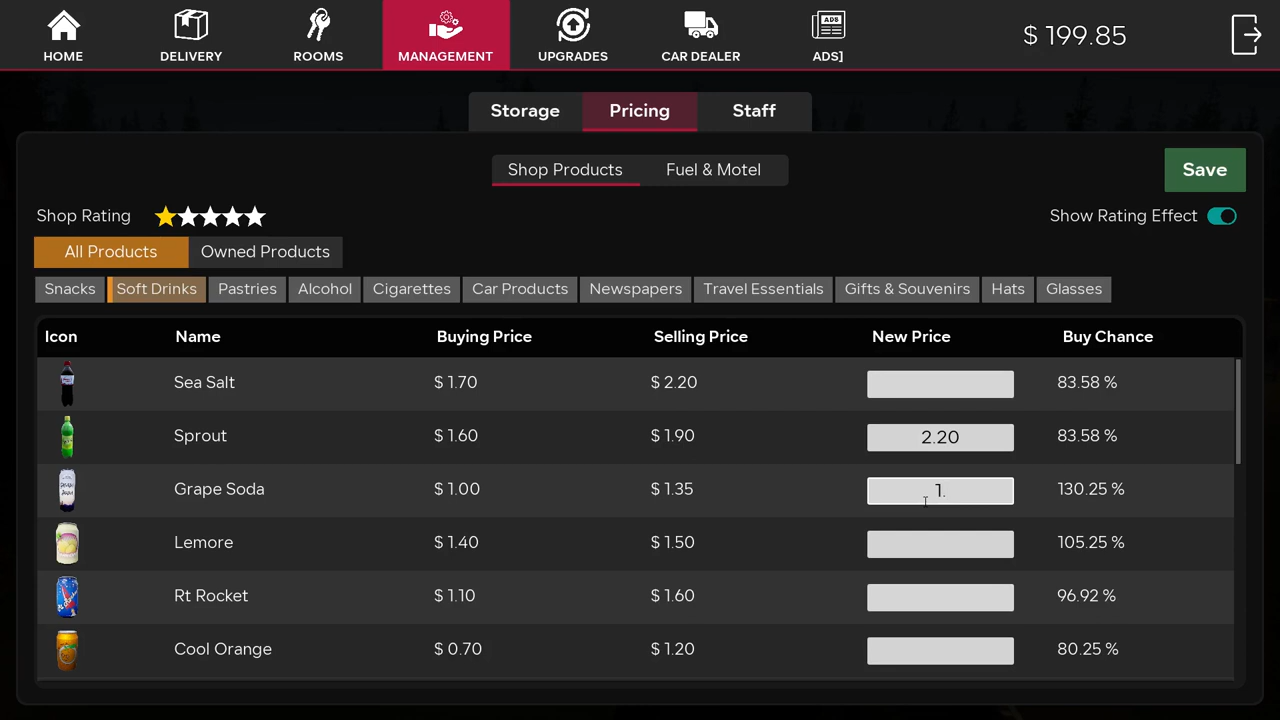 HOME DELIVERY ROOMS MANAGEMENT UPGRADES CAR DEALER ADS] $ 199.85
Storage Pricing Staff
Shop Products Fuel & Motel
Save
Shop Rating
Show Rating Effect
All Products Owned Products
Snacks Soft Drinks Pastries Alcohol Cigarettes Car Products Newspapers Travel Essentials Gifts & Souvenirs Hats Glasses
Icon Name Buying Price Selling Price New Price Buy Chance
Sea Salt $ 1.70 $ 2.20 83.58 %
Sprout $ 1.60 $ 1.90 2.20 83.58 %
Grape Soda $ 1.00 $ 1.35 1. 130.25 %
Lemore $ 1.40 $ 1.50 105.25 %
Rt Rocket $ 1.10 $ 1.60 96.92 %
Cool Orange $ 0.70 $ 1.20 80.25 %